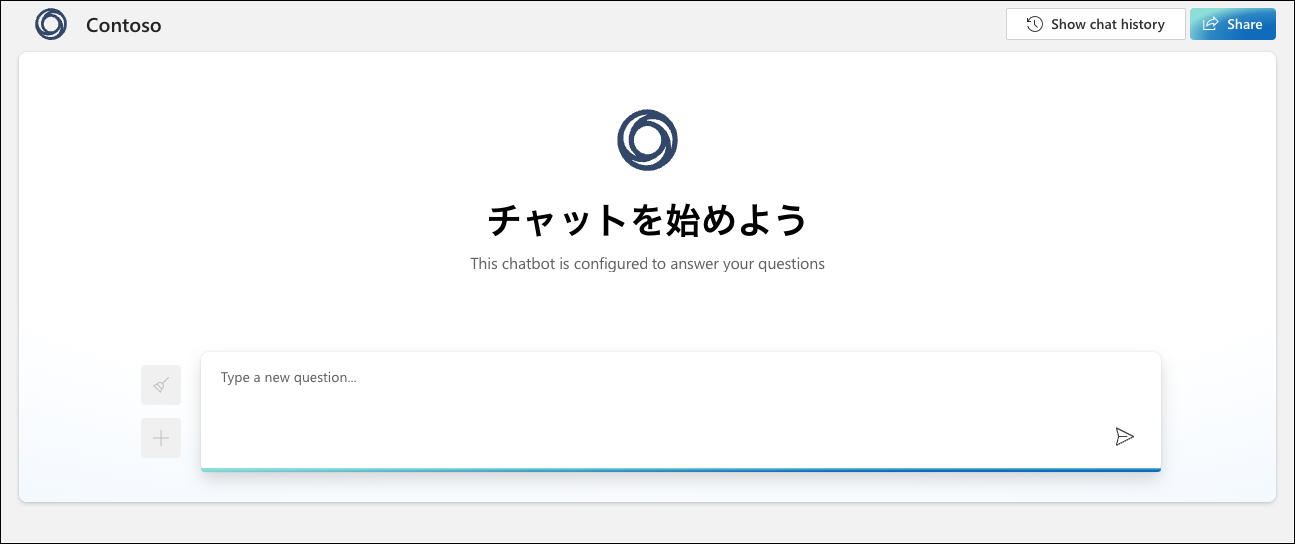 Contoso
Show chat history
Share
チャットを始めよう
This chatbot is configured to answer your questions
Type a new question...